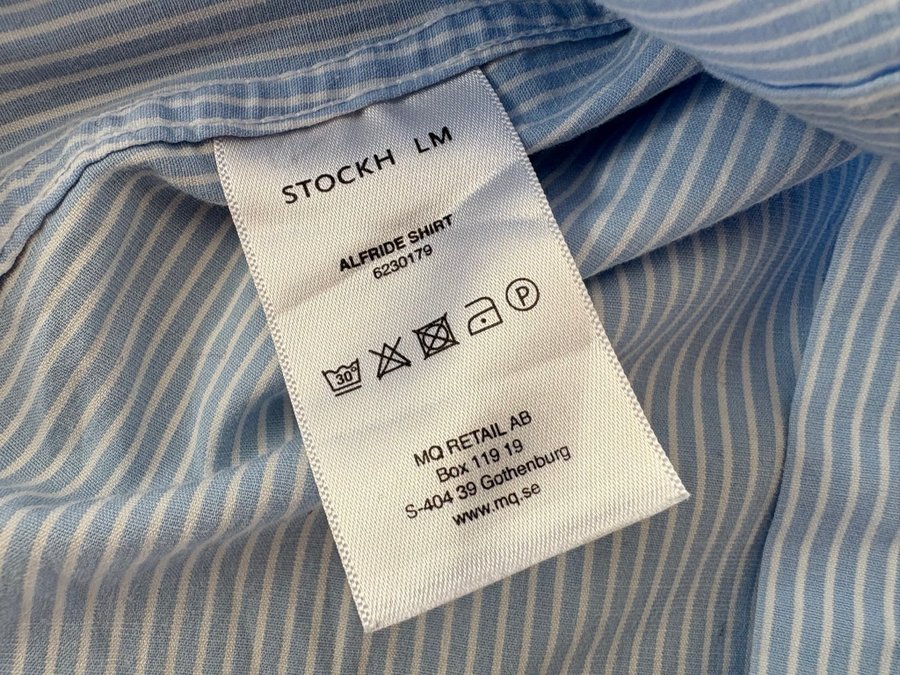 STOCKH LM
ALFRIDE SHIRT
6230179
30°
P
MQ RETAIL AB
Box 119 19
S-404 39 Gothenburg
www.mq.se